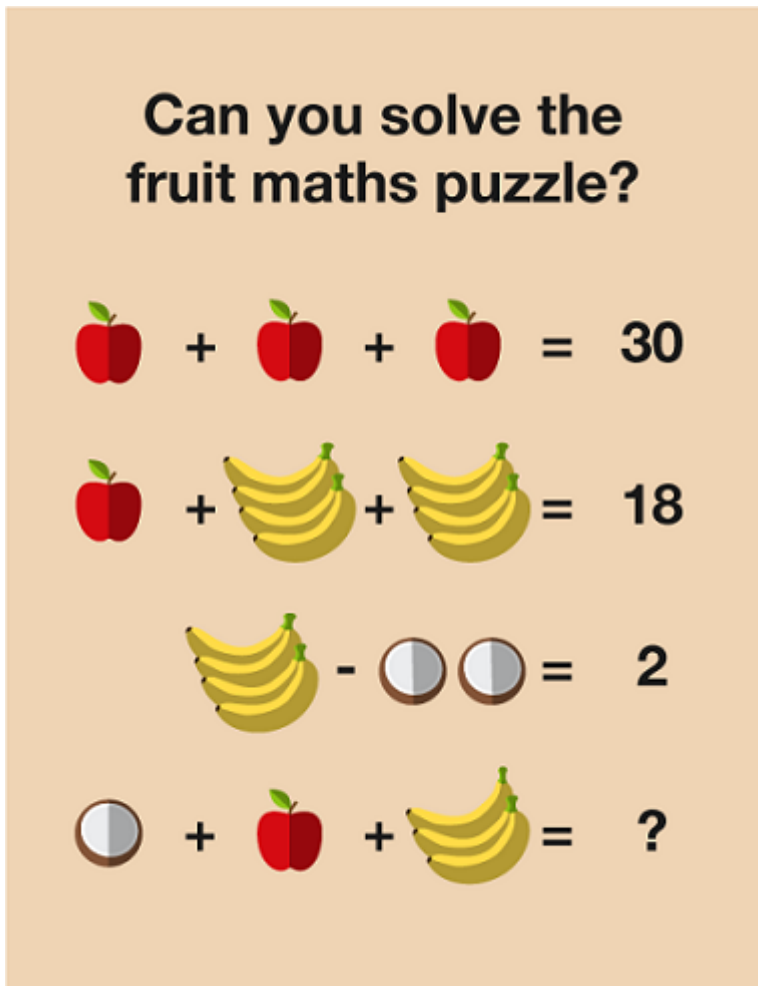 Can you solve the
fruit maths puzzle?
+ + = 30
+ + = 18
- = 2
+ + = ?